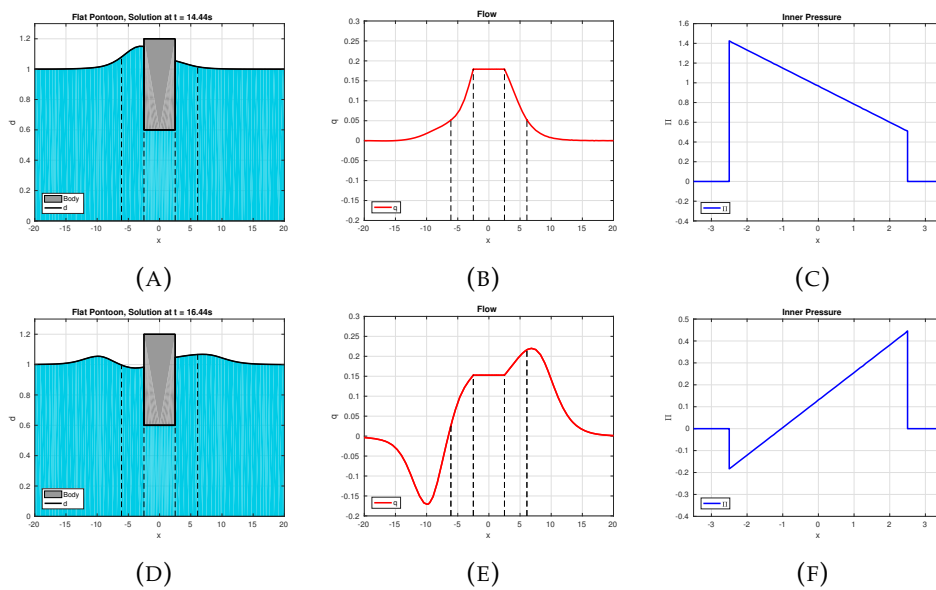 Flat Pontoon, Solution at t = 14.44s
d
1.2
1
0.8
0.6
0.4
0.2
0
Body
d
-20 -15 -10 -5 0 5 10 15 20
x
(A)
Flow
q
0.3
0.25
0.2
0.15
0.1
0.05
0
-0.05
-0.1
-0.15
-0.2
q
-20 -15 -10 -5 0 5 10 15 20
x
(B)
Inner Pressure
Π
1.6
1.4
1.2
1
0.8
0.6
0.4
0.2
0
-0.2
-0.4
Π
-3 -2 -1 0 1 2 3
x
(C)
Flat Pontoon, Solution at t = 16.44s
d
1.2
1
0.8
0.6
0.4
0.2
0
Body
d
-20 -15 -10 -5 0 5 10 15 20
x
(D)
Flow
q
0.3
0.25
0.2
0.15
0.1
0.05
0
-0.05
-0.1
-0.15
-0.2
q
-20 -15 -10 -5 0 5 10 15 20
x
(E)
Inner Pressure
Π
0.5
0.4
0.3
0.2
0.1
0
-0.1
-0.2
-0.3
-0.4
Π
-3 -2 -1 0 1 2 3
x
(F)